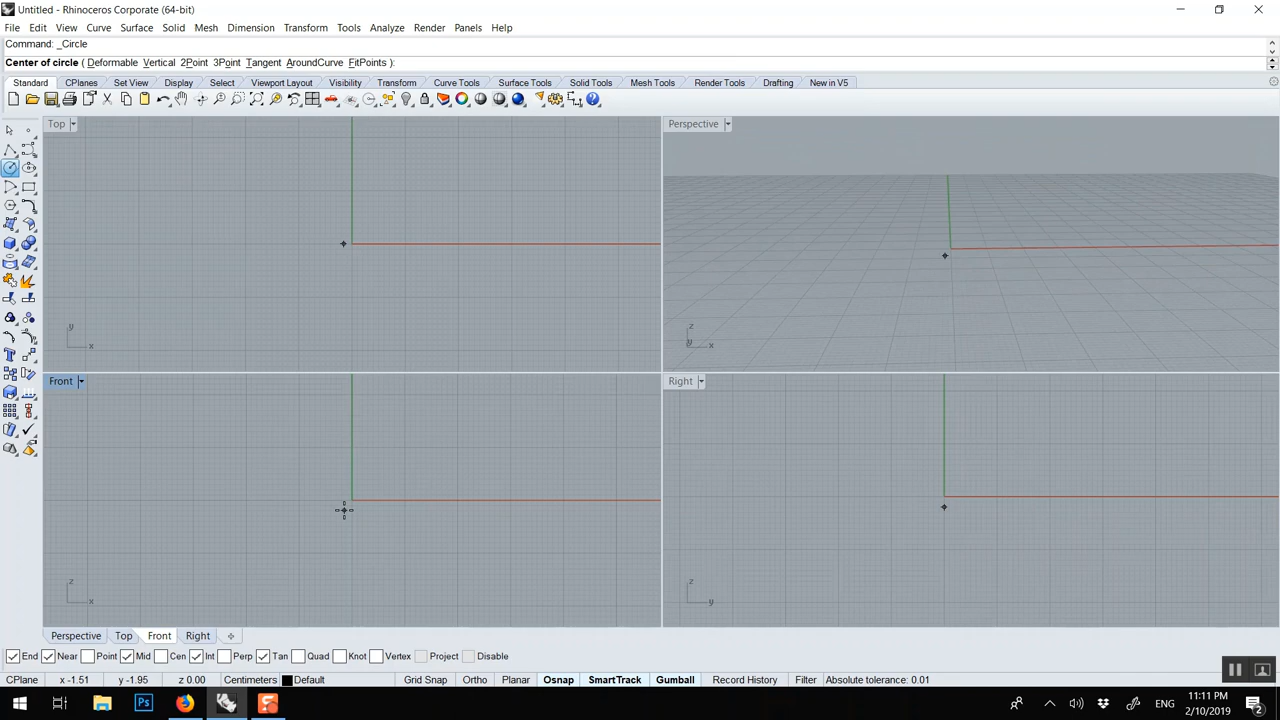 Untitled - Rhinoceros Corporate (64-bit)
File Edit View Curve Surface Solid Mesh Dimension Transform Tools Analyze Render Panels Help
Command: _Circle
Center of circle ( Deformable Vertical 2Point 3Point Tangent AroundCurve FitPoints ):
Standard CPlanes Set View Display Select Viewport Layout Visibility Transform Curve Tools Surface Tools Solid Tools Mesh Tools Render Tools Drafting New in V5
Top
Perspective
y
x
z
y
x
Front
Right
z
x
z
y
Perspective Top Front Right
End Near Point Mid Cen Int Perp Tan Quad Knot Vertex Project Disable
CPlane x -1.51 y -1.95 z 0.00 Centimeters Default Grid Snap Ortho Planar Osnap SmartTrack Gumball Record History Filter Absolute tolerance: 0.01
Ps
ENG
11:11 PM
2/10/2019
2